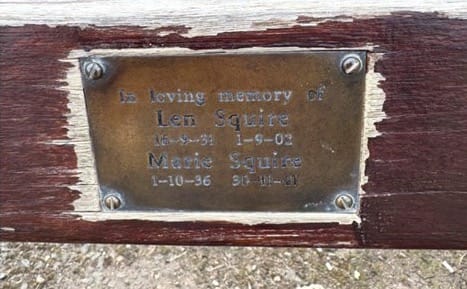 In loving memory of
Len Squire
16-9-31 1-9-02
Marie Squire
1-10-36 30-11-21